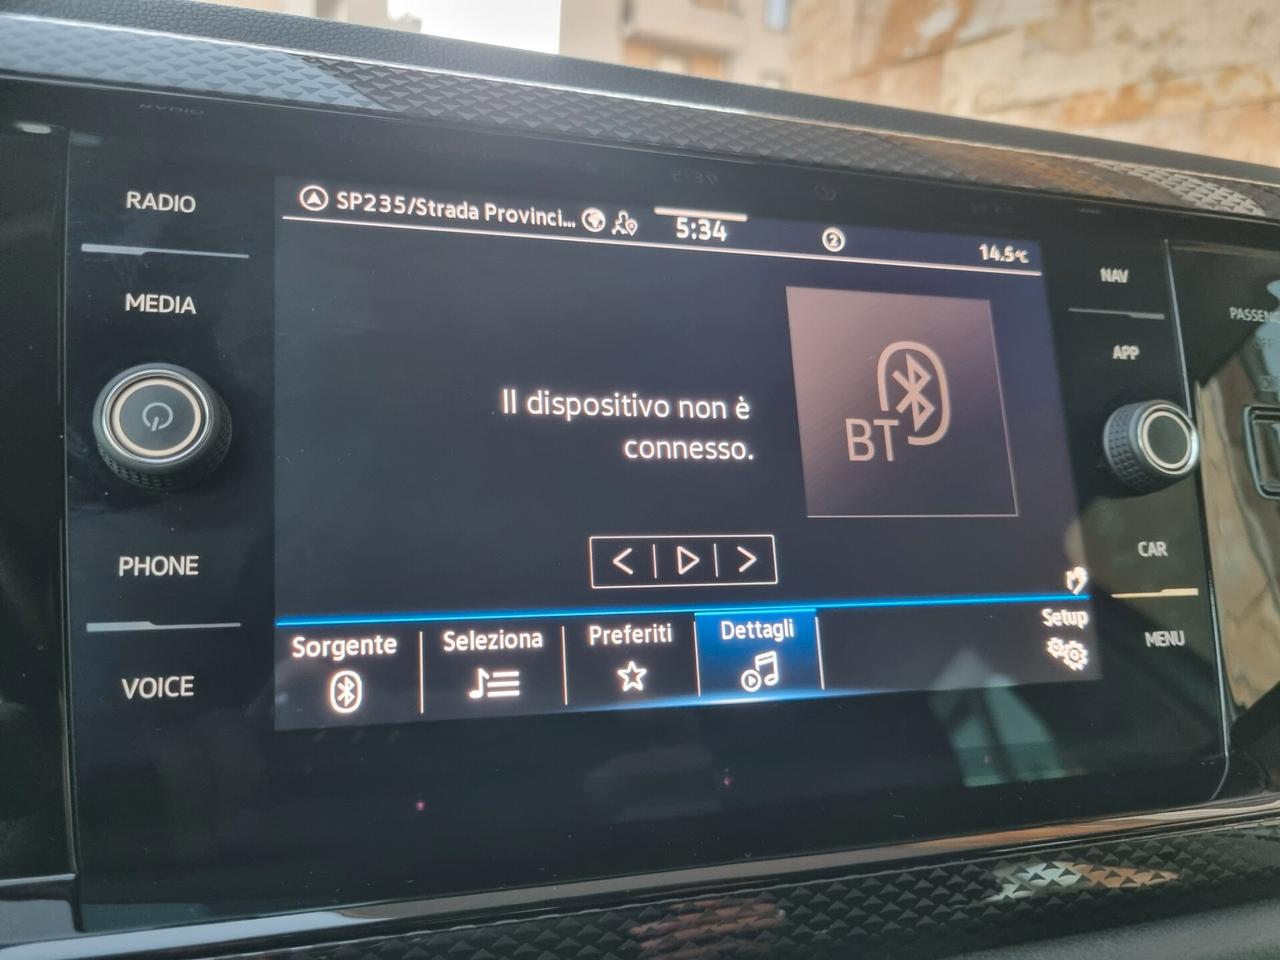 RADIO
MEDIA
PHONE
VOICE
SP235/Strada Provinci...
5:34
2
14.5°C
Il dispositivo non è
connesso.
BT
Sorgente
Seleziona
Preferiti
Dettagli
Setup
NAV
APP
CAR
MENU